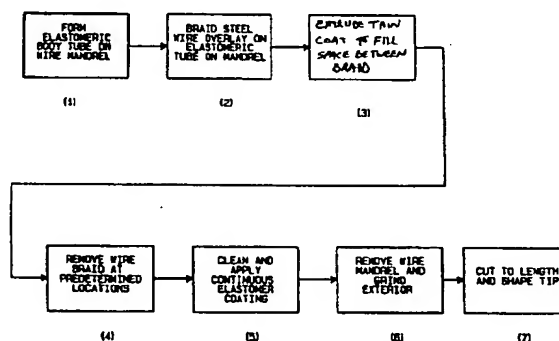 FORM
ELASTOMERIC
BODY TUBE ON
WIRE MANDREL
(1)
BRAID STEEL
WIRE OVERLAY ON
ELASTOMERIC
TUBE ON MANDREL
(2)
EXTRUDE THIN
COAT TO FILL
SPACE BETWEEN
BRAID
(3)
REMOVE WIRE
BRAID AT
PREDETERMINED
LOCATIONS
(4)
CLEAN AND
APPLY
CONTINUOUS
ELASTOMER
COATING
(5)
REMOVE WIRE
MANDREL AND
GRIND
EXTERIOR
(6)
CUT TO LENGTH
AND SHAPE TIP
(7)